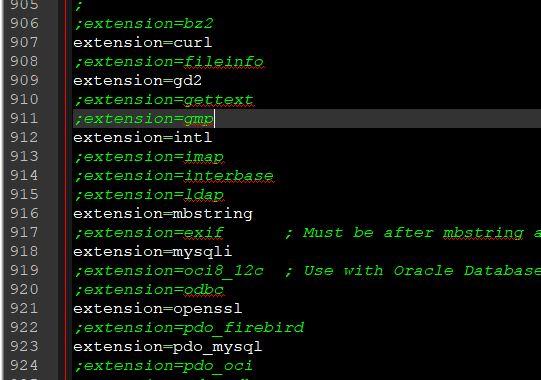 905 ;
906 ;extension=bz2
907 extension=curl
908 ;extension=fileinfo
909 extension=gd2
910 ;extension=gettext
911 ;extension=gmp
912 extension=intl
913 ;extension=imap
914 ;extension=interbase
915 ;extension=ldap
916 extension=mbstring
917 ;extension=exif ; Must be after mbstring a
918 extension=mysqli
919 ;extension=oci8_12c ; Use with Oracle Database
920 ;extension=odbc
921 extension=openssl
922 ;extension=pdo_firebird
923 extension=pdo_mysql
924 ;extension=pdo_oci